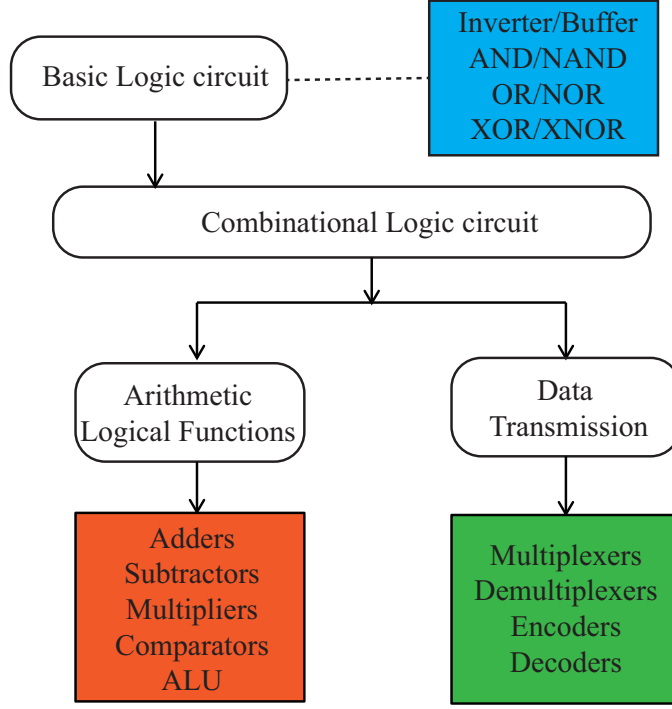 Inverter/Buffer
AND/NAND
OR/NOR
XOR/XNOR
Basic Logic circuit
Combinational Logic circuit
Arithmetic
Logical Functions
Data
Transmission
Adders
Subtractors
Multipliers
Comparators
ALU
Multiplexers
Demultiplexers
Encoders
Decoders